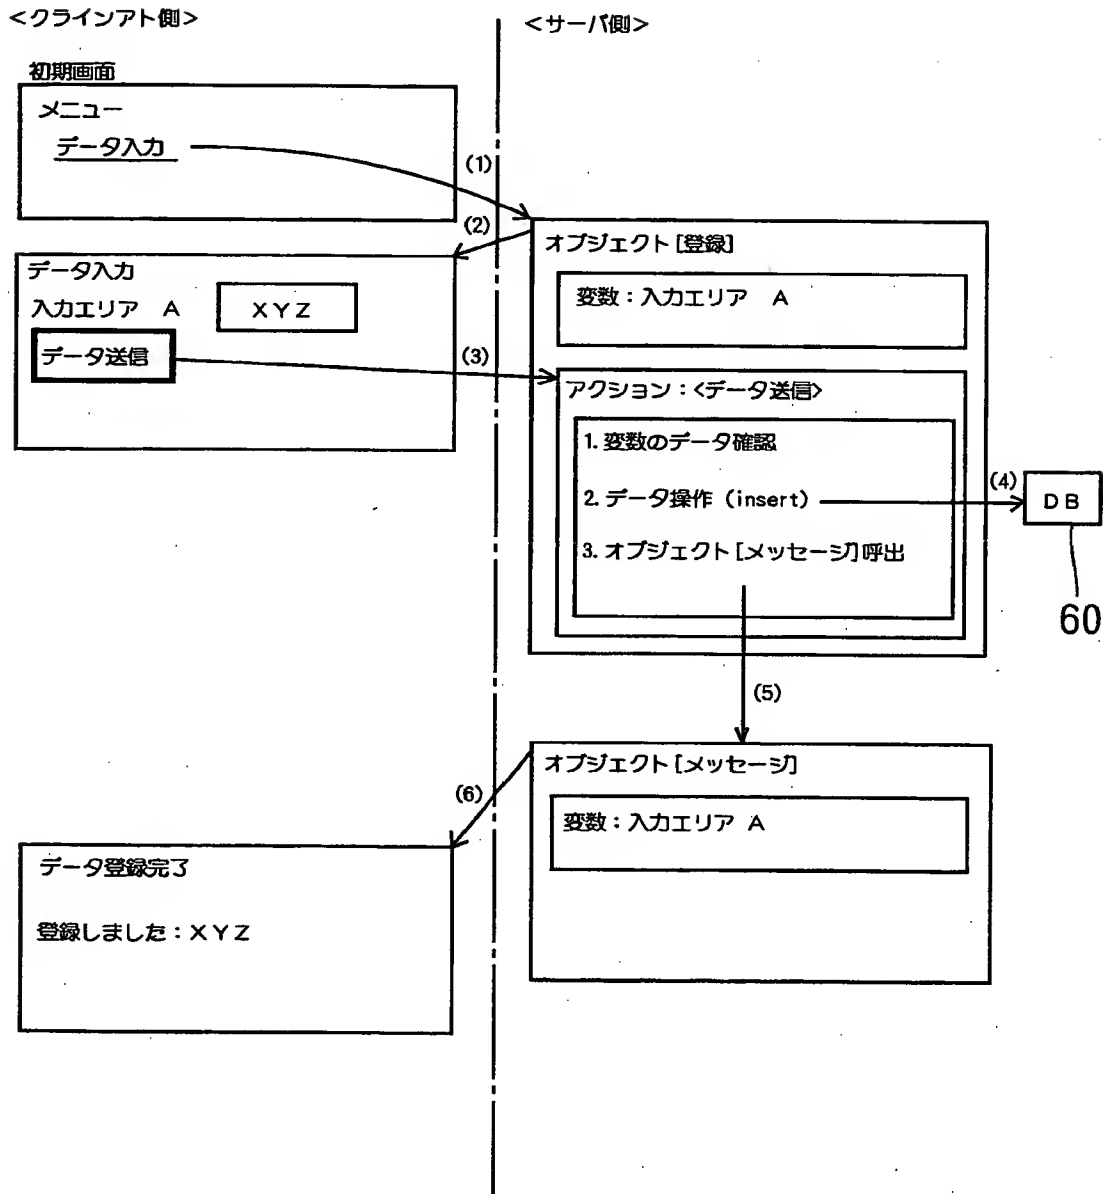 <クラインアト側>
<サーバ側>
初期画面
メニュー
データ入力
(1)
(2)
オブジェクト[登録]
変数：入力エリア　A
データ入力
入力エリア　A　XYZ
データ送信
(3)
アクション：<データ送信>
1. 変数のデータ確認
2. データ操作（insert）
(4)
DB
3. オブジェクト[メッセージ]呼出
60
(5)
オブジェクト[メッセージ]
変数：入力エリア A
(6)
データ登録完了
登録しました：XYZ